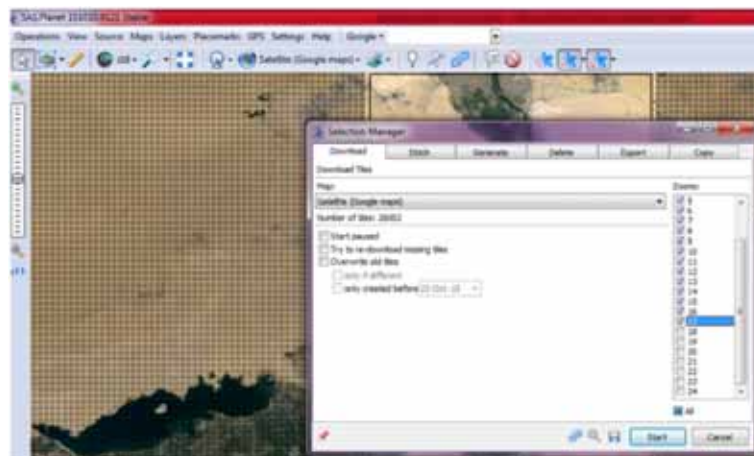 SAS.Planet
Operations View Source Maps Layers Placemarks GPS Settings Help Google
Satellite (Google maps)
Selection Manager
Download Stitch Generate Delete Export Copy
Download Tiles
Map: Zooms:
Satellite (Google maps)
Number of tiles:
Start paused
Try to re-download missing tiles
Overwrite old tiles
only if different
only created before
5
6
7
8
9
10
11
12
13
14
15
16
17
18
19
20
21
22
23
24
All
Start Cancel